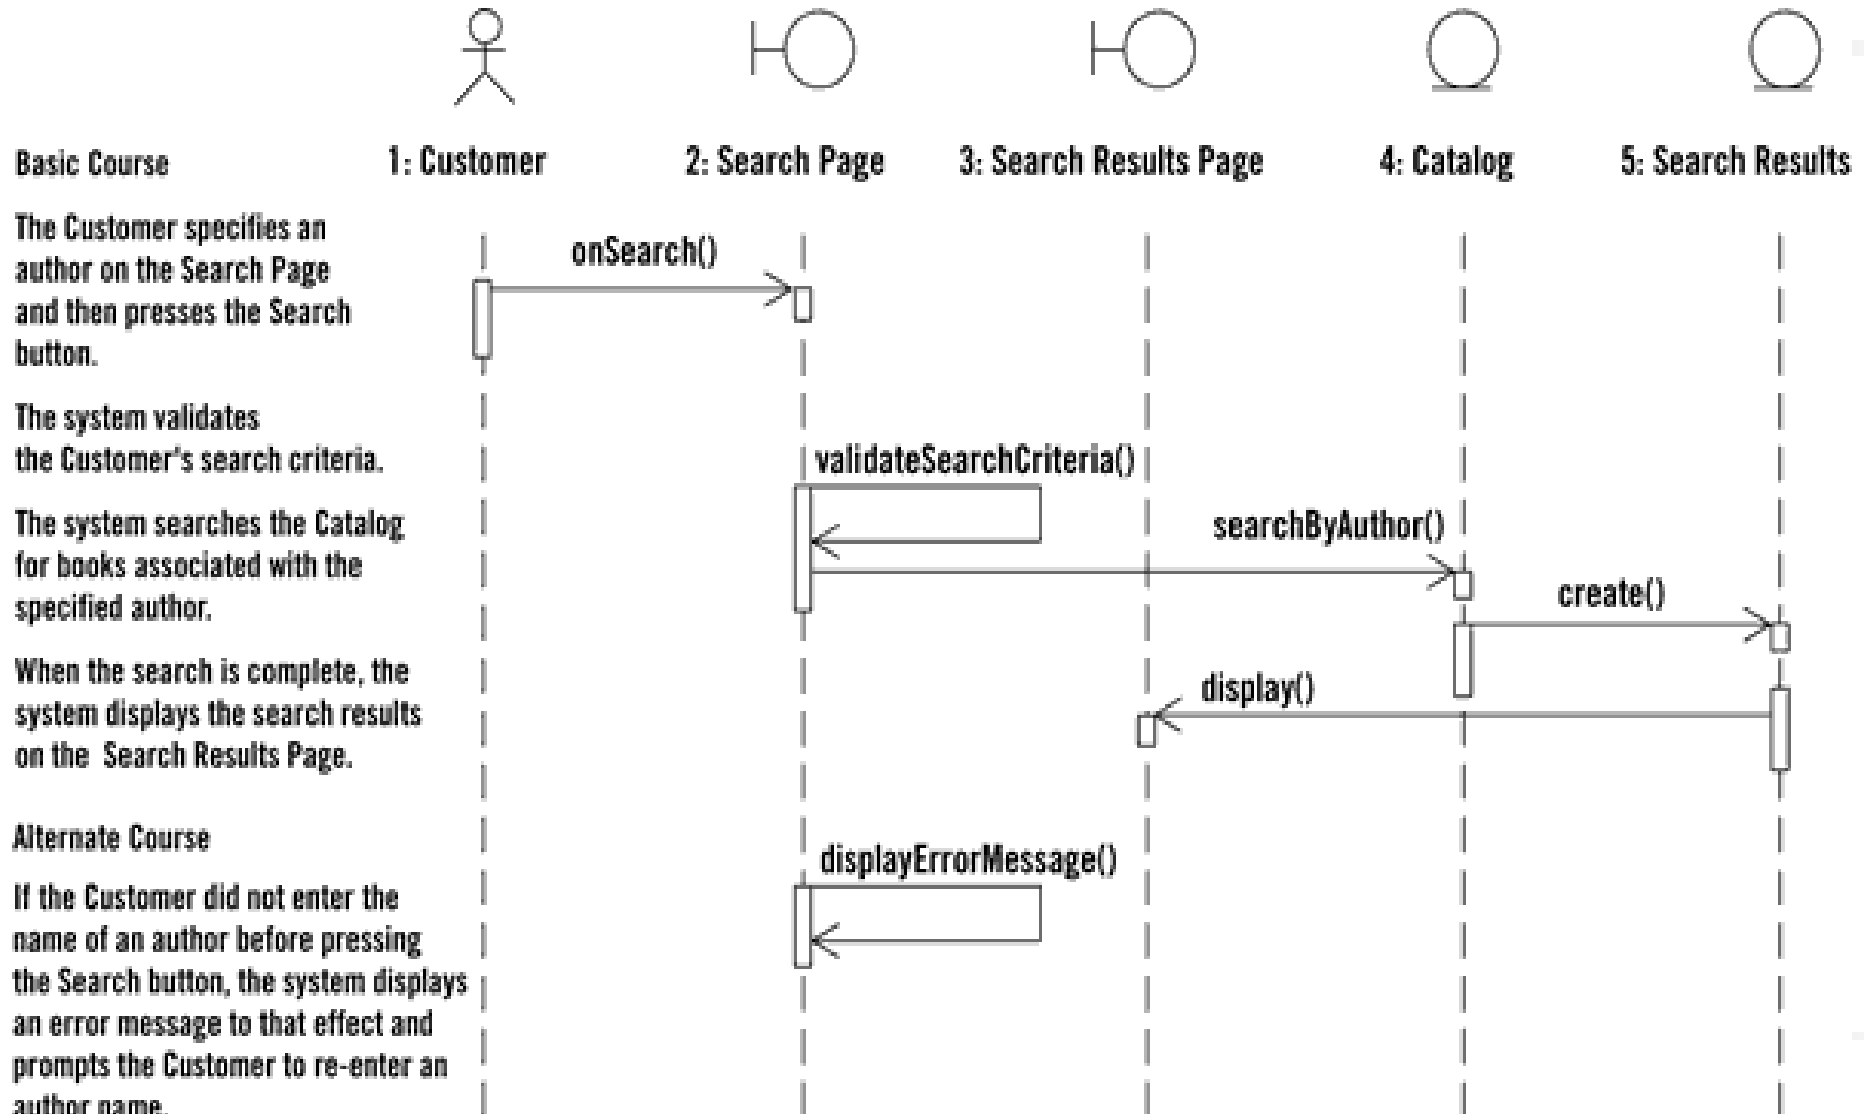 Basic Course
1: Customer
2: Search Page
3: Search Results Page
4: Catalog
5: Search Results
The Customer specifies an
author on the Search Page
and then presses the Search
button.
onSearch()
The system validates
the Customer's search criteria.
validateSearchCriteria()
The system searches the Catalog
for books associated with the
specified author.
searchByAuthor()
create()
When the search is complete, the
system displays the search results
on the Search Results Page.
display()
Alternate Course
displayErrorMessage()
If the Customer did not enter the
name of an author before pressing
the Search button, the system displays
an error message to that effect and
prompts the Customer to re-enter an
author name.